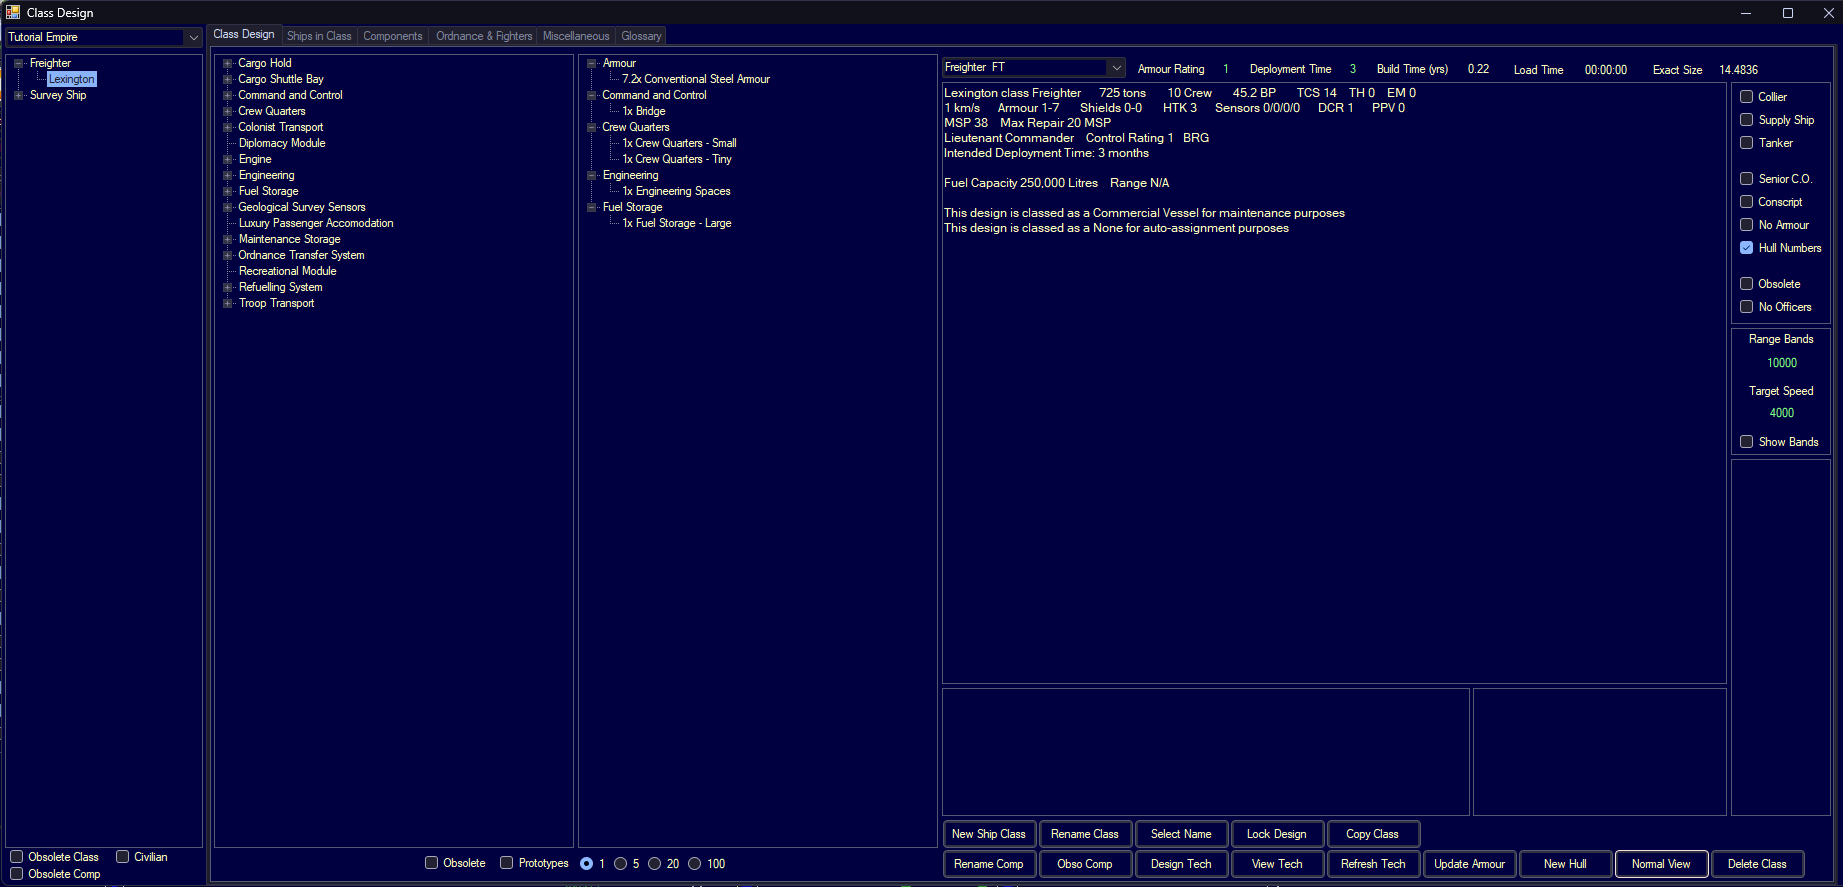 Class Design
Tutorial Empire
Class Design Ships in Class Components Ordnance & Fighters Miscellaneous Glossary
Freighter
Lexington
Survey Ship
Cargo Hold
Cargo Shuttle Bay
Command and Control
Crew Quarters
Colonist Transport
Diplomacy Module
Engine
Engineering
Fuel Storage
Geological Survey Sensors
Luxury Passenger Accomodation
Maintenance Storage
Ordnance Transfer System
Recreational Module
Refuelling System
Troop Transport
Armour
7.2x Conventional Steel Armour
Command and Control
1x Bridge
Crew Quarters
1x Crew Quarters - Small
1x Crew Quarters - Tiny
Engineering
1x Engineering Spaces
Fuel Storage
1x Fuel Storage - Large
Freighter FT Armour Rating 1 Deployment Time 3 Build Time (yrs) 0.22 Load Time 00:00:00 Exact Size 14.4836
Lexington class Freighter 725 tons 10 Crew 45.2 BP TCS 14 TH 0 EM 0
1 km/s Armour 1-7 Shields 0-0 HTK 3 Sensors 0/0/0/0 DCR 1 PPV 0
MSP 38 Max Repair 20 MSP
Lieutenant Commander Control Rating 1 BRG
Intended Deployment Time: 3 months
Fuel Capacity 250,000 Litres Range N/A
This design is classed as a Commercial Vessel for maintenance purposes
This design is classed as a None for auto-assignment purposes
Collier
Supply Ship
Tanker
Senior C.O.
Conscript
No Amour
Hull Numbers
Obsolete
No Officers
Range Bands
10000
Target Speed
4000
Show Bands
Obsolete Class Civilian
Obsolete Comp
Obsolete Prototypes 1 5 20 100
New Ship Class Rename Class Select Name Lock Design Copy Class
Rename Comp Obso Comp Design Tech View Tech Refresh Tech Update Amour New Hull Normal View Delete Class